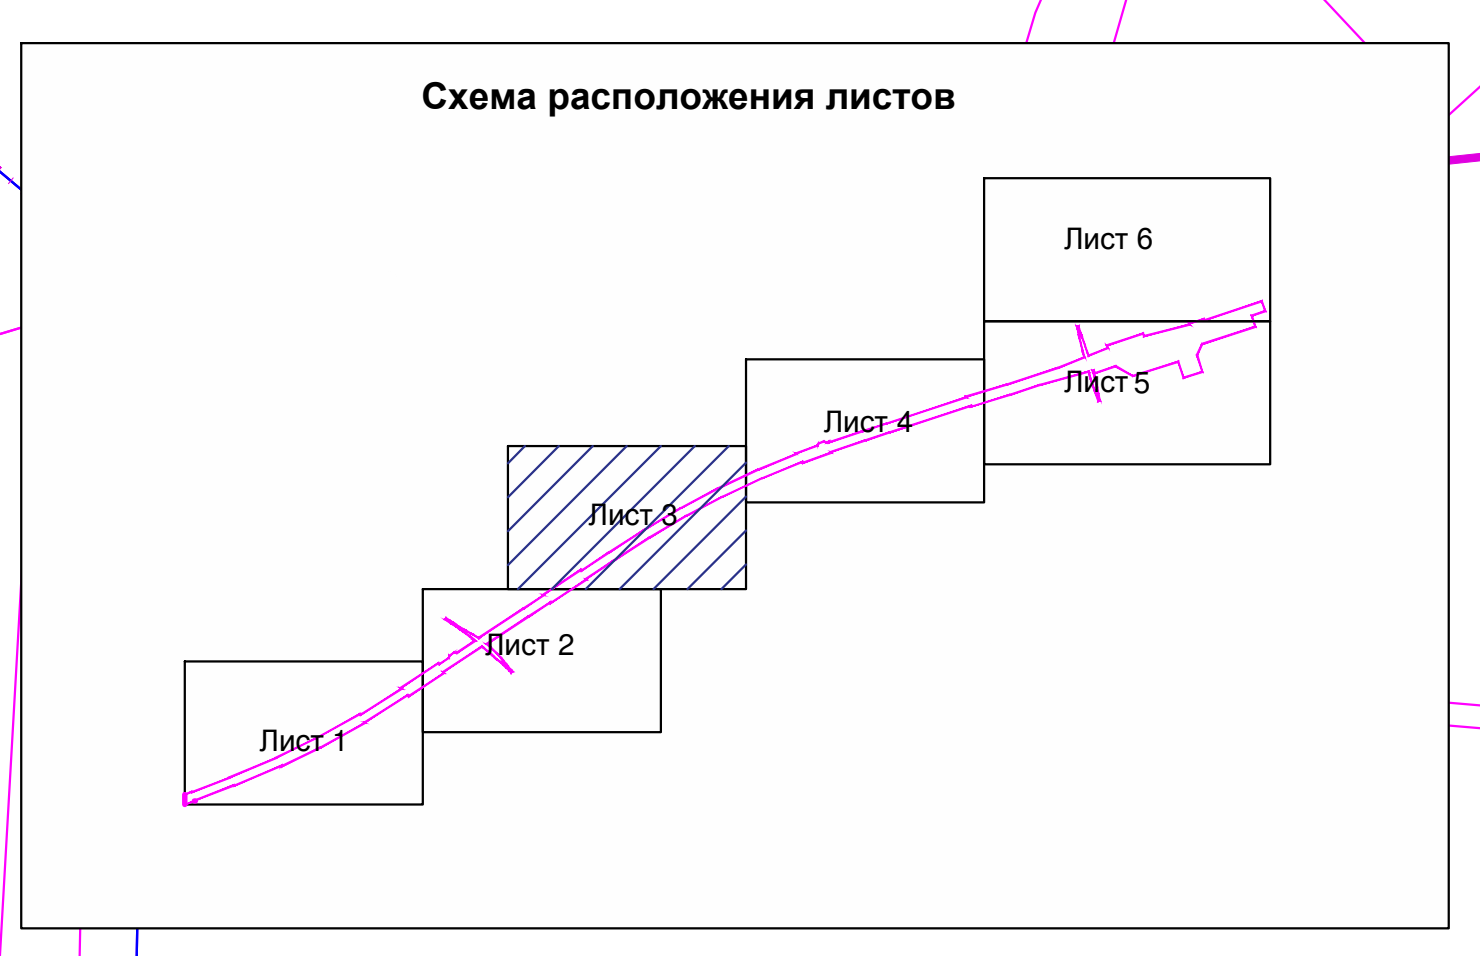 Схема расположения листов
Лист 6
Лист 5
Лист 4
Лист 3
Лист 2
Лист 1